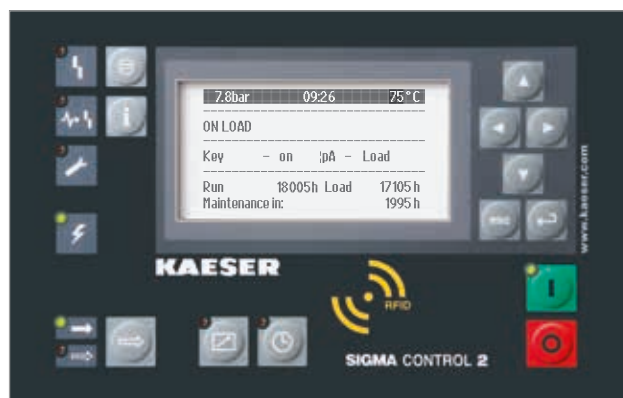 7.8bar 09:26 75°C
ON LOAD
Key - on ¦pA - Load
Run 18005h Load 17105 h
Maintenance in: 1995 h
esc
www.kaeser.com
KAESER
RFID
I
SIGMA CONTROL 2